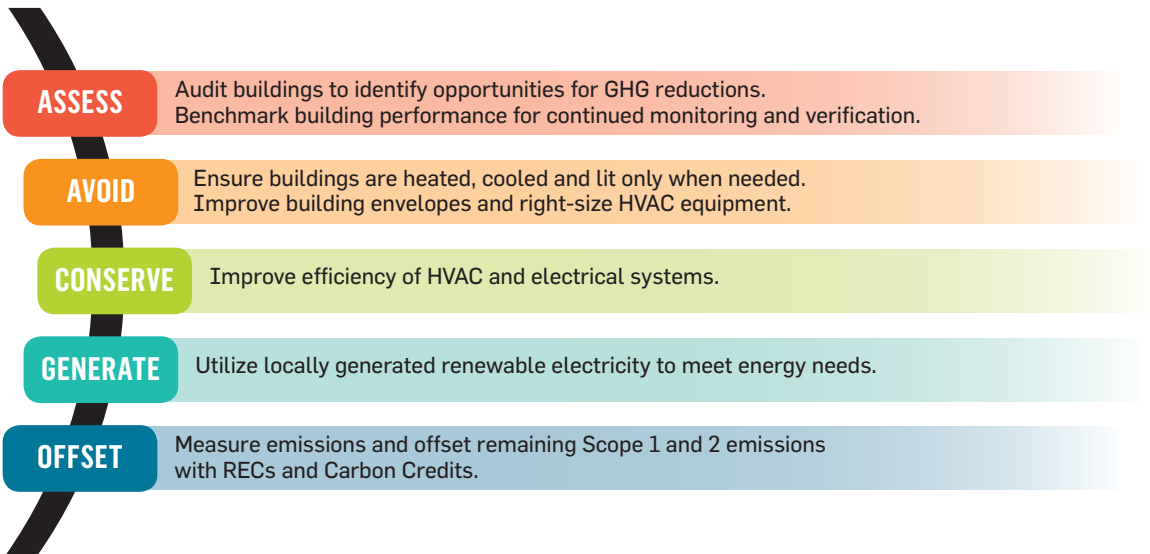 ASSESS
Audit buildings to identify opportunities for GHG reductions.
Benchmark building performance for continued monitoring and verification.
AVOID
Ensure buildings are heated, cooled and lit only when needed.
Improve building envelopes and right-size HVAC equipment.
CONSERVE
Improve efficiency of HVAC and electrical systems.
GENERATE
Utilize locally generated renewable electricity to meet energy needs.
OFFSET
Measure emissions and offset remaining Scope 1 and 2 emissions
with RECs and Carbon Credits.